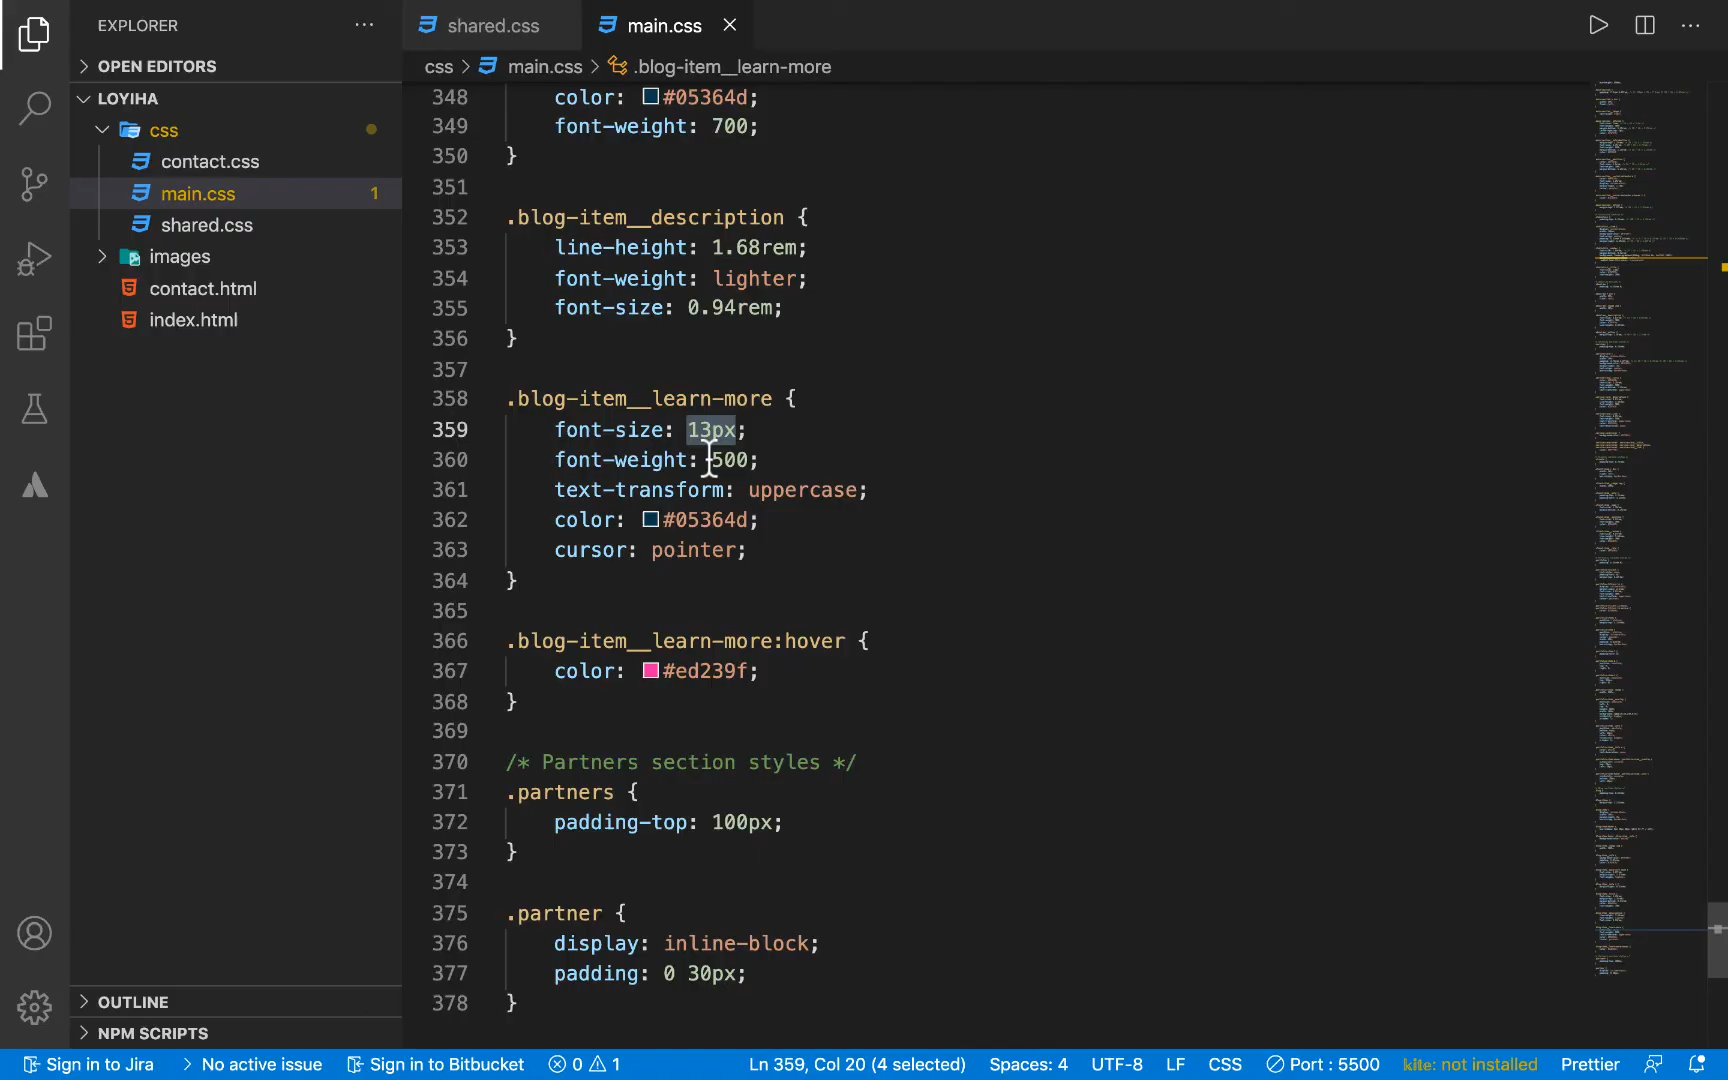 EXPLORER
shared.css
main.css
OPEN EDITORS
css > main.css > .blog-item__learn-more
LOYIHA
css
contact.css
main.css 1
shared.css
images
contact.html
index.html
348 color: #05364d;
349 font-weight: 700;
350 }
351
352 .blog-item__description {
353 line-height: 1.68rem;
354 font-weight: lighter;
355 font-size: 0.94rem;
356 }
357
358 .blog-item__learn-more {
359 font-size: 13px;
360 font-weight: 500;
361 text-transform: uppercase;
362 color: #05364d;
363 cursor: pointer;
364 }
365
366 .blog-item__learn-more:hover {
367 color: #ed239f;
368 }
369
370 /* Partners section styles */
371 .partners {
372 padding-top: 100px;
373 }
374
375 .partner {
376 display: inline-block;
377 padding: 0 30px;
378 }
OUTLINE
NPM SCRIPTS
Sign in to Jira > No active issue Sign in to Bitbucket 0 1 Ln 359, Col 20 (4 selected) Spaces: 4 UTF-8 LF CSS Port : 5500 kite: not installed Prettier